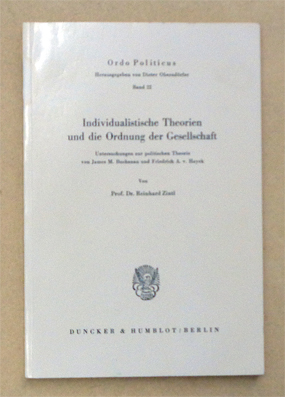 Ordo Politicus
Herausgegeben von Dieter Oberndörfer
Band 22
Individualistische Theorien
und die Ordnung der Gesellschaft
Untersuchungen zur politischen Theorie
von James M. Buchanan und Friedrich A. v. Hayek
Von
Prof. Dr. Reinhard Zintl
DUNCKER & HUMBLOT / BERLIN